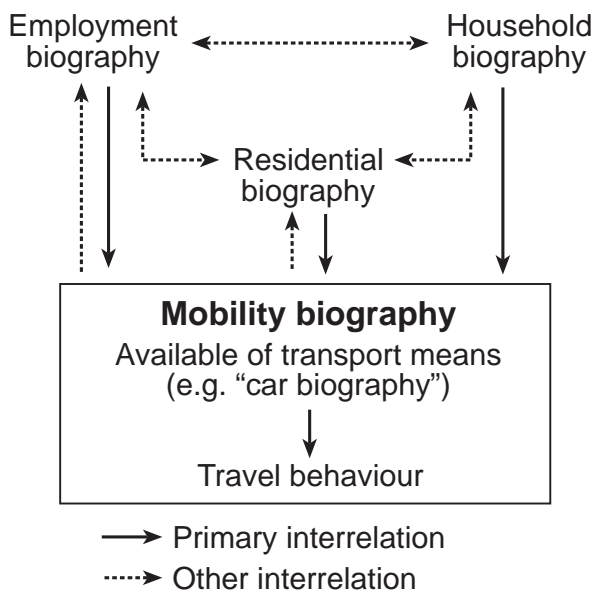 Employment
biography
Household
biography
Residential
biography
Mobility biography
Available of transport means
(e.g. “car biography”)
Travel behaviour
Primary interrelation
Other interrelation